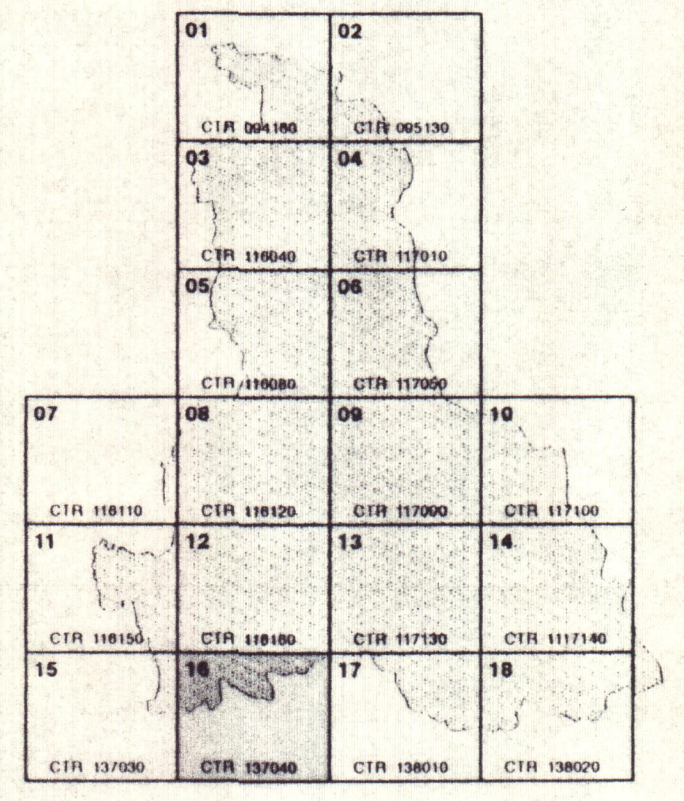 01 02
CTR 094160 CTR 095130
03 04
CTR 116040 CTR 117010
05 06
CTR 116080 CTR 117050
07 08 09 10
CTR 116110 CTR 116120 CTR 117090 CTR 117100
11 12 13 14
CTR 116150 CTR 116160 CTR 117130 CTR 1117140
15 16 17 18
CTR 137030 CTR 137040 CTR 138010 CTR 138020